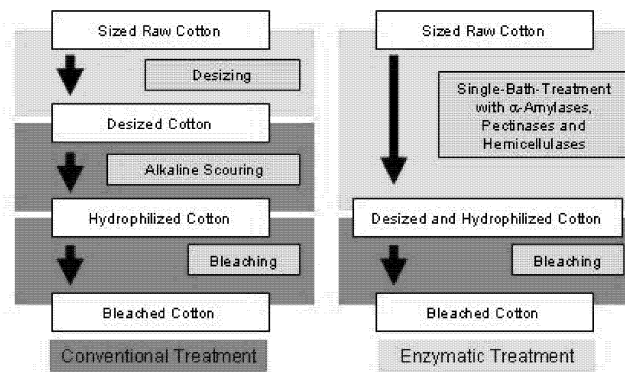 Sized Raw Cotton
Desizing
Desized Cotton
Alkaline Scouring
Hydrophilized Cotton
Bleaching
Bleached Cotton
Conventional Treatment
Sized Raw Cotton
Single-Bath-Treatment
with α-Amylases,
Pectinases and
Hemicellulases
Desized and Hydrophilized Cotton
Bleaching
Bleached Cotton
Enzymatic Treatment